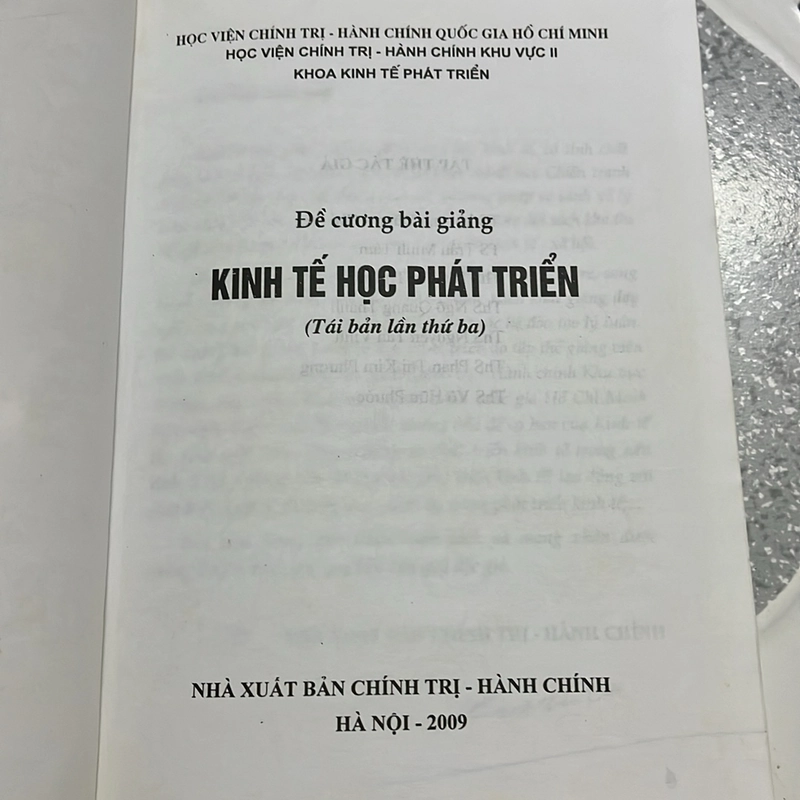 HỌC VIỆN CHÍNH TRỊ - HÀNH CHÍNH QUỐC GIA HỒ CHÍ MINH
HỌC VIỆN CHÍNH TRỊ - HÀNH CHÍNH KHU VỰC II
KHOA KINH TẾ PHÁT TRIỂN
Đề cương bài giảng
KINH TẾ HỌC PHÁT TRIỂN
(Tái bản lần thứ ba)
NHÀ XUẤT BẢN CHÍNH TRỊ - HÀNH CHÍNH
HÀ NỘI - 2009